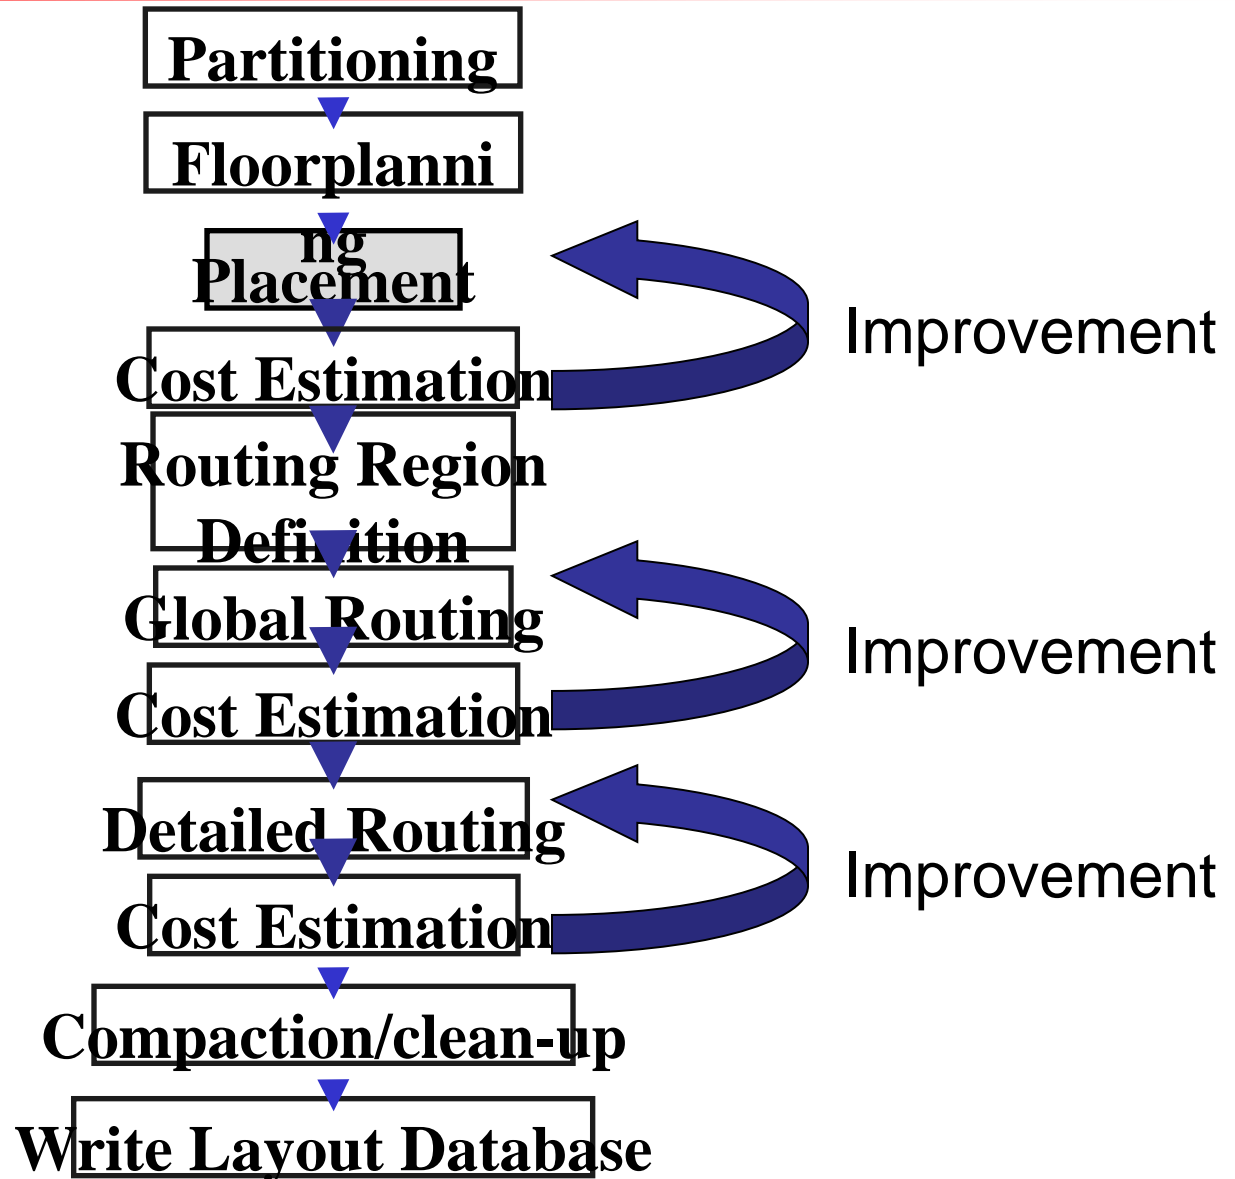 Partitioning
Floorplanni
ng
Placement
Cost Estimation
Improvement
Routing Region
Definition
Global Routing
Improvement
Cost Estimation
Detailed Routing
Improvement
Cost Estimation
Compaction/clean-up
Write Layout Database